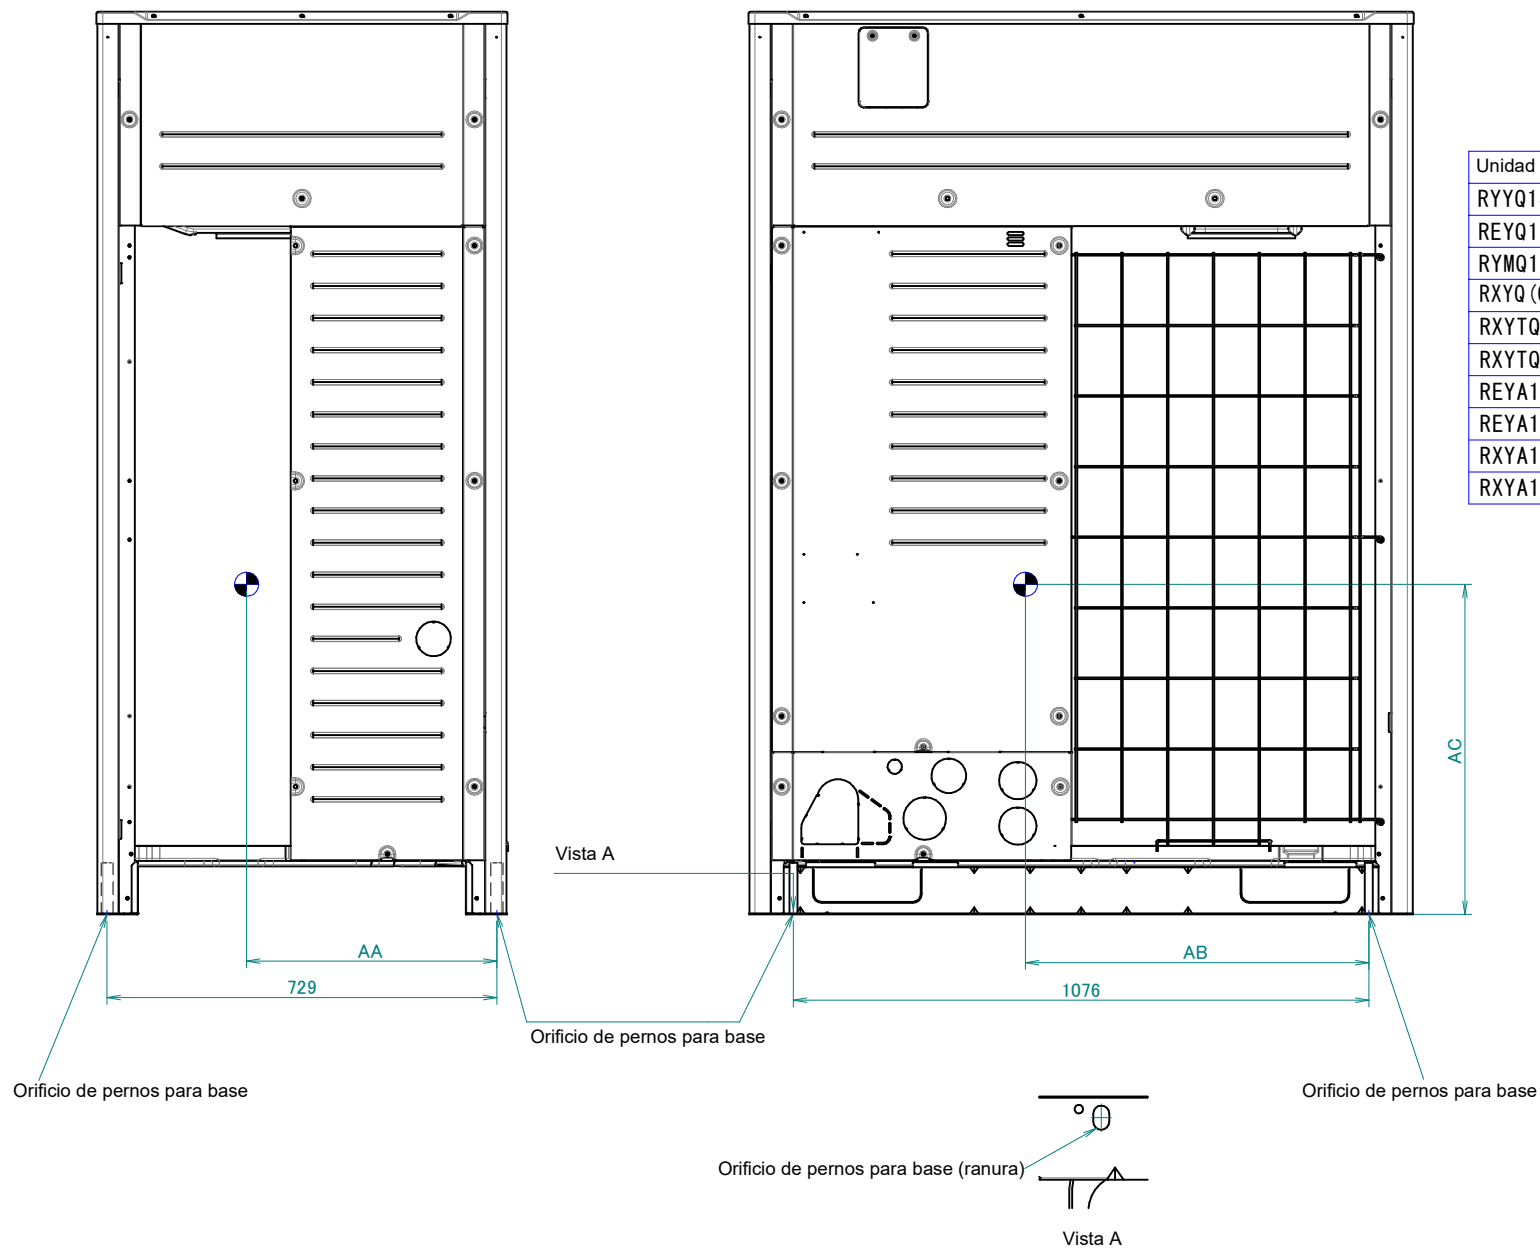 Unidad
RYYQ1
REYQ1
RYMQ1
RXYQ(
RXYTQ
RXYTQ
REYA1
REYA1
RXYA1
RXYA1
Vista A
AC
AA
AB
729
1076
Orificio de pernos para base
Orificio de pernos para base
Orificio de pernos para base
Orificio de pernos para base (ranura)
Vista A